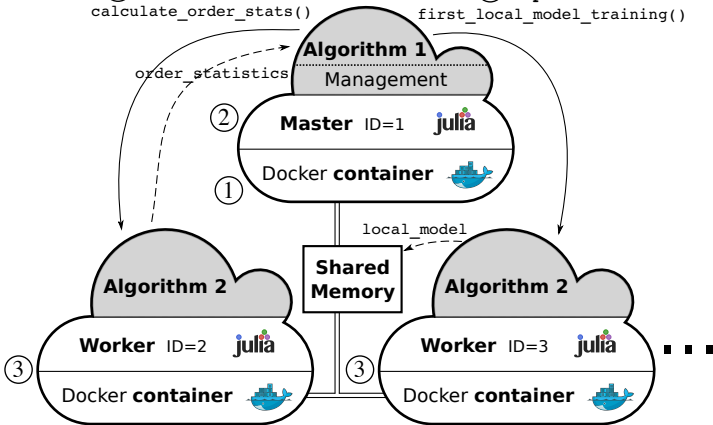 calculate_order_stats()
first_local_model_training()
Algorithm 1
order_statistics
Management
② Master ID=1 julia
① Docker container
local_model
Shared
Memory
Algorithm 2
Algorithm 2
Worker ID=2 julia
Worker ID=3 julia
③
③
Docker container
Docker container